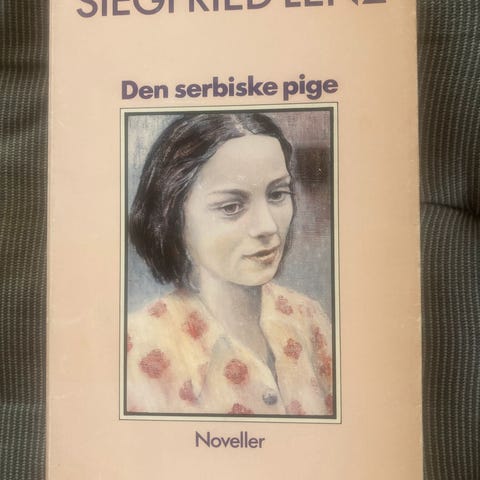 SIEGFRIED LENZ
Den serbiske pige
Noveller